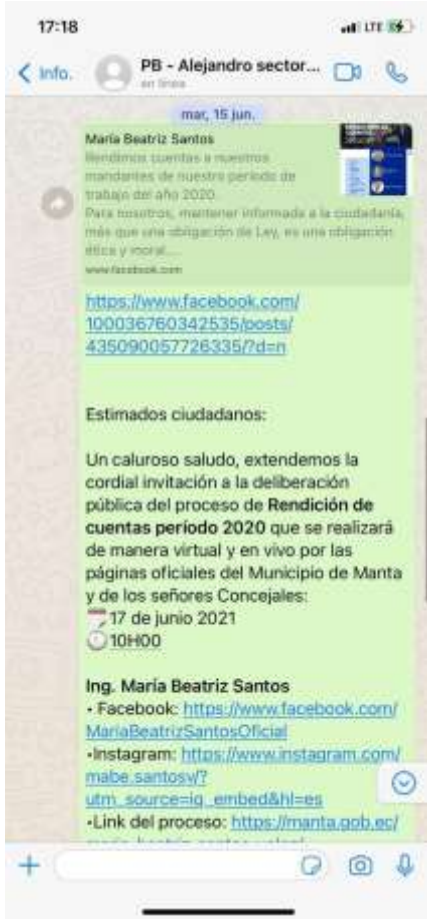 17:18
LTE
Info.
PB - Alejandro sector...
en línea
mar, 15 jun.
María Beatriz Santos
Rendimos cuentas a nuestros
mandantes de nuestro período de
trabajo del año 2020.
Para nosotros, mantener informada a la ciudadanía,
más que una obligación de Ley, es una obligación
ética y moral....
www.facebook.com
https://www.facebook.com/
100036760342535/posts/
435090057726335/?d=n
Estimados ciudadanos:
Un caluroso saludo, extendemos la
cordial invitación a la deliberación
pública del proceso de Rendición de
cuentas período 2020 que se realizará
de manera virtual y en vivo por las
páginas oficiales del Municipio de Manta
y de los señores Concejales:
17 de junio 2021
10H00
Ing. María Beatriz Santos
• Facebook: https://www.facebook.com/
MariaBeatrizSantosOficial
•Instagram: https://www.instagram.com/
mabe.santosv/?
utm_source=ig_embed&hl=es
•Link del proceso: https://manta.gob.ec/